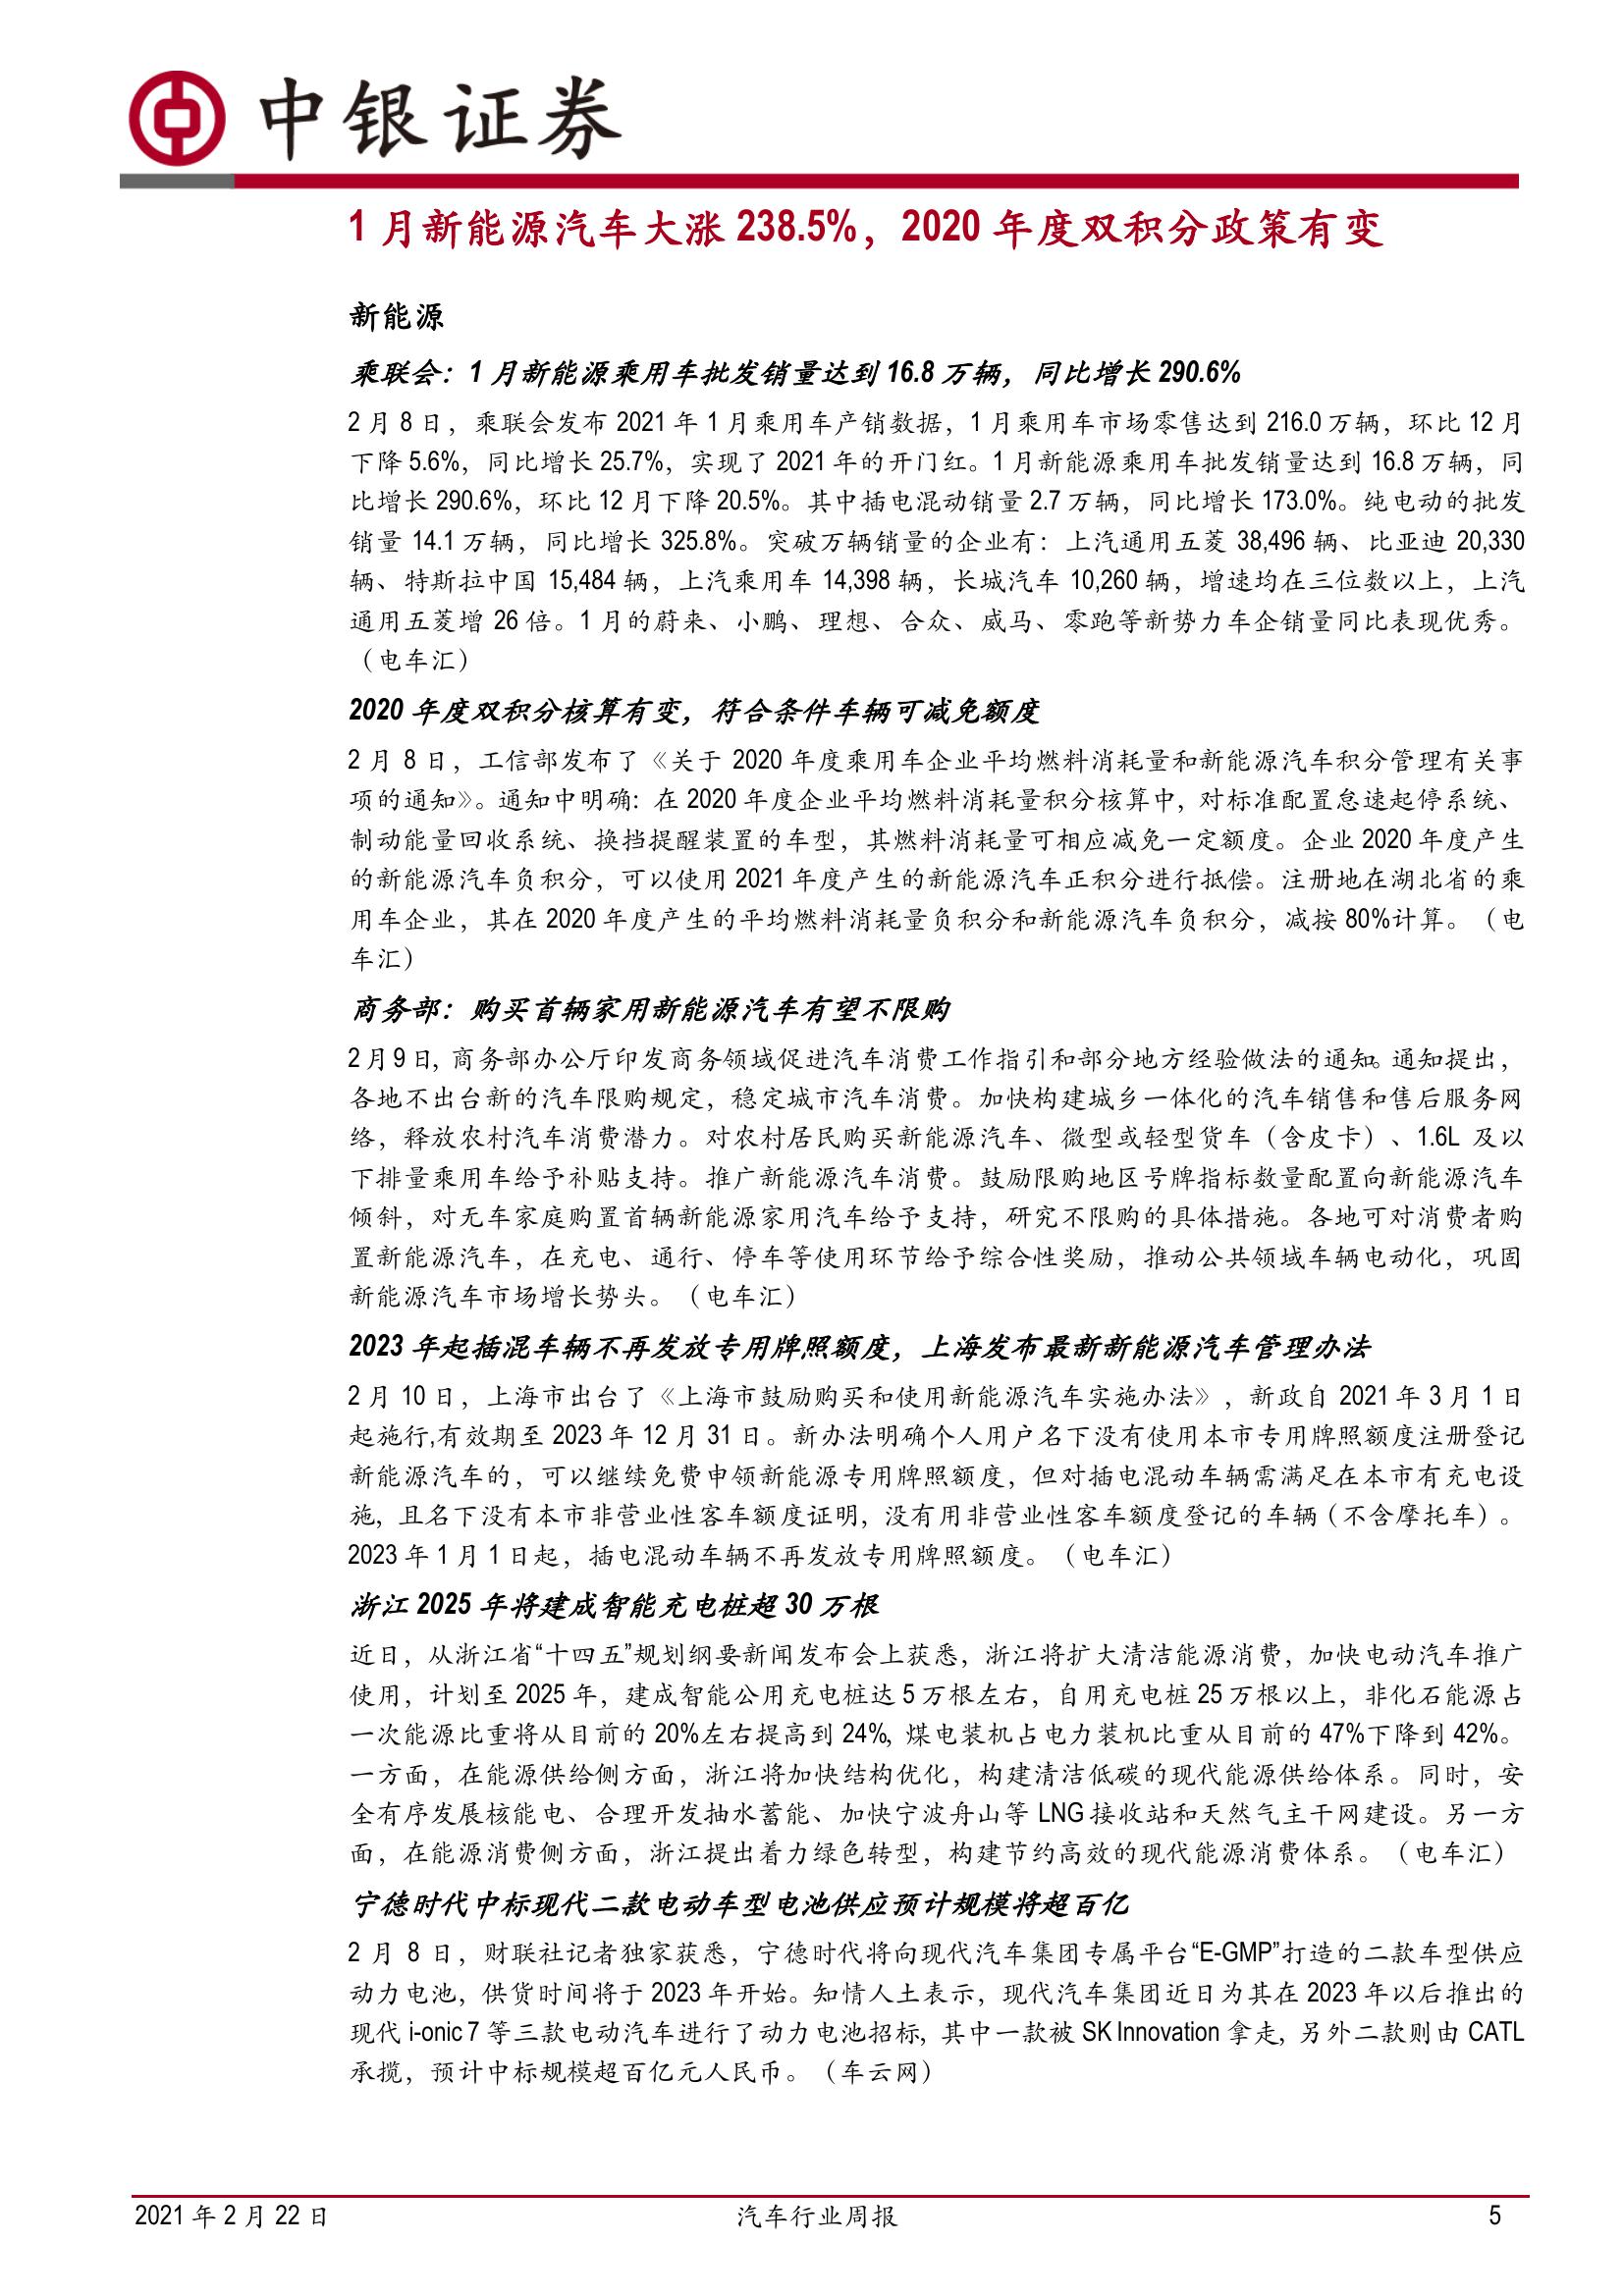 中银证券
1 月新能源汽车大涨 238.5%，2020 年度双积分政策有变
新能源
乘联会：1 月新能源乘用车批发销量达到 16.8 万辆，同比增长 290.6%
2 月 8 日，乘联会发布 2021 年 1 月乘用车产销数据，1 月乘用车市场零售达到 216.0 万辆，环比 12 月
下降 5.6%，同比增长 25.7%，实现了 2021 年的开门红。1 月新能源乘用车批发销量达到 16.8 万辆，同
比增长 290.6%，环比 12 月下降 20.5%。其中插电混动销量 2.7 万辆，同比增长 173.0%。纯电动的批发
销量 14.1 万辆，同比增长 325.8%。突破万辆销量的企业有：上汽通用五菱 38,496 辆、比亚迪 20,330
辆、特斯拉中国 15,484 辆，上汽乘用车 14,398 辆，长城汽车 10,260 辆，增速均在三位数以上，上汽
通用五菱增 26 倍。1 月的蔚来、小鹏、理想、合众、威马、零跑等新势力车企销量同比表现优秀。
（电车汇）
2020 年度双积分核算有变，符合条件车辆可减免额度
2 月 8 日，工信部发布了《关于 2020 年度乘用车企业平均燃料消耗量和新能源汽车积分管理有关事
项的通知》。通知中明确：在 2020 年度企业平均燃料消耗量积分核算中，对标准配置怠速起停系统、
制动能量回收系统、换挡提醒装置的车型，其燃料消耗量可相应减免一定额度。企业 2020 年度产生
的新能源汽车负积分，可以使用 2021 年度产生的新能源汽车正积分进行抵偿。注册地在湖北省的乘
用车企业，其在 2020 年度产生的平均燃料消耗量负积分和新能源汽车负积分，减按 80%计算。（电
车汇）
商务部：购买首辆家用新能源汽车有望不限购
2 月 9 日，商务部办公厅印发商务领域促进汽车消费工作指引和部分地方经验做法的通知。通知提出，
各地不出台新的汽车限购规定，稳定城市汽车消费。加快构建城乡一体化的汽车销售和售后服务网
络，释放农村汽车消费潜力。对农村居民购买新能源汽车、微型或轻型货车（含皮卡）、1.6L 及以
下排量乘用车给予补贴支持。推广新能源汽车消费。鼓励限购地区号牌指标数量配置向新能源汽车
倾斜，对无车家庭购置首辆新能源家用汽车给予支持，研究不限购的具体措施。各地可对消费者购
置新能源汽车，在充电、通行、停车等使用环节给予综合性奖励，推动公共领域车辆电动化，巩固
新能源汽车市场增长势头。（电车汇）
2023 年起插混车辆不再发放专用牌照额度，上海发布最新新能源汽车管理办法
2 月 10 日，上海市出台了《上海市鼓励购买和使用新能源汽车实施办法》，新政自 2021 年 3 月 1 日
起施行,有效期至 2023 年 12 月 31 日。新办法明确个人用户名下没有使用本市专用牌照额度注册登记
新能源汽车的，可以继续免费申领新能源专用牌照额度，但对插电混动车辆需满足在本市有充电设
施，且名下没有本市非营业性客车额度证明，没有用非营业性客车额度登记的车辆（不含摩托车）。
2023 年 1 月 1 日起，插电混动车辆不再发放专用牌照额度。（电车汇）
浙江 2025 年将建成智能充电桩超 30 万根
近日，从浙江省“十四五”规划纲要新闻发布会上获悉，浙江将扩大清洁能源消费，加快电动汽车推广
使用，计划至 2025 年，建成智能公用充电桩达 5 万根左右，自用充电桩 25 万根以上，非化石能源占
一次能源比重将从目前的 20%左右提高到 24%，煤电装机占电力装机比重从目前的 47%下降到 42%。
一方面，在能源供给侧方面，浙江将加快结构优化，构建清洁低碳的现代能源供给体系。同时，安
全有序发展核能电、合理开发抽水蓄能、加快宁波舟山等 LNG 接收站和天然气主干网建设。另一方
面，在能源消费侧方面，浙江提出着力绿色转型，构建节约高效的现代能源消费体系。（电车汇）
宁德时代中标现代二款电动车型电池供应预计规模将超百亿
2 月 8 日，财联社记者独家获悉，宁德时代将向现代汽车集团专属平台“E-GMP”打造的二款车型供应
动力电池，供货时间将于 2023 年开始。知情人士表示，现代汽车集团近日为其在 2023 年以后推出的
现代 i-onic 7 等三款电动汽车进行了动力电池招标，其中一款被 SK Innovation 拿走，另外二款则由 CATL
承揽，预计中标规模超百亿元人民币。（车云网）
2021 年 2 月 22 日 汽车行业周报 5